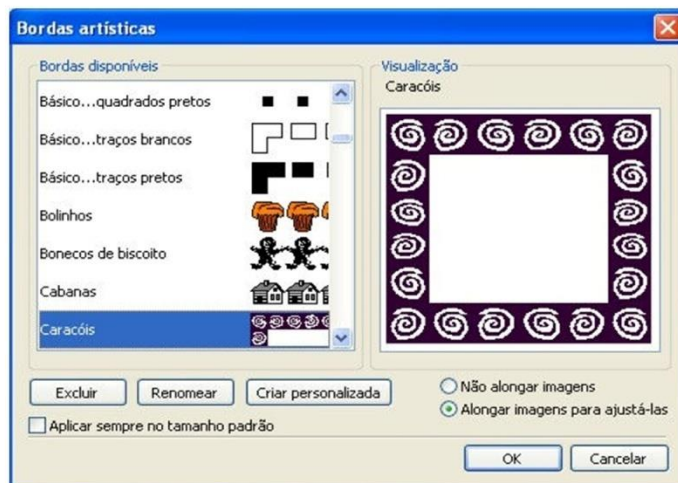 Bordas artísticas
Bordas disponíveis
Básico...quadrados pretos
Básico...traços brancos
Básico...traços pretos
Bolinhos
Bonecos de biscoito
Cabanas
Caracóis
Visualização
Caracóis
Excluir
Renomear
Criar personalizada
Aplicar sempre no tamanho padrão
Não alongar imagens
Alongar imagens para ajustá-las
OK
Cancelar